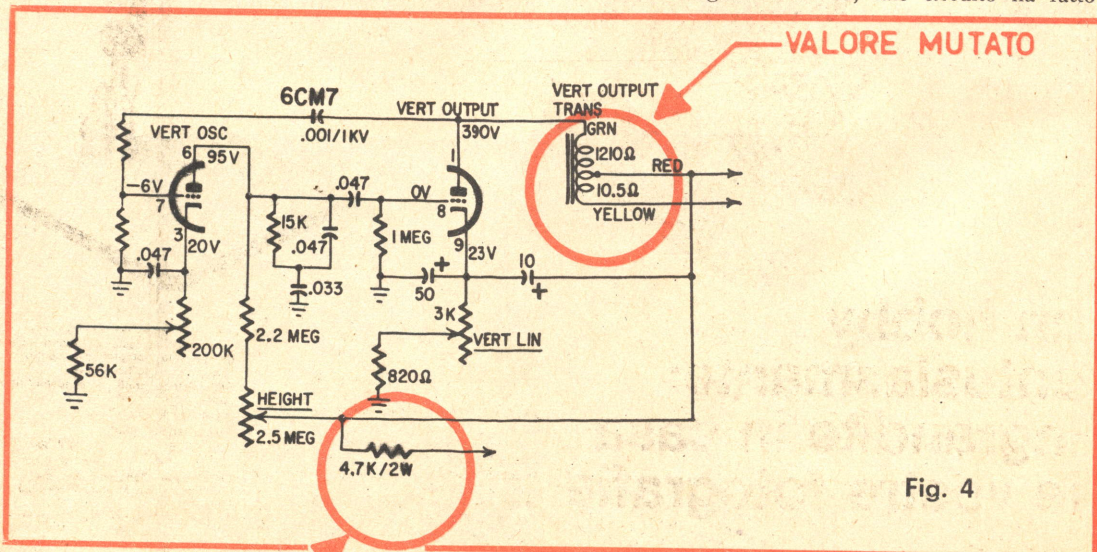 VALORE MUTATO
6CM7
.001/1KV
VERT OUTPUT
390V
VERT OUTPUT
TRANS
GRN
1210Ω
RED
10.5Ω
YELLOW
VERT OSC
6
95V
-6V
7
3
20V
.047
200K
56K
15K
.047
.033
.047
1 MEG
0V
8
1
9
23V
50
+
10
+
3K
VERT LIN
820Ω
2.2 MEG
HEIGHT
2.5 MEG
4.7K/2W
Fig. 4